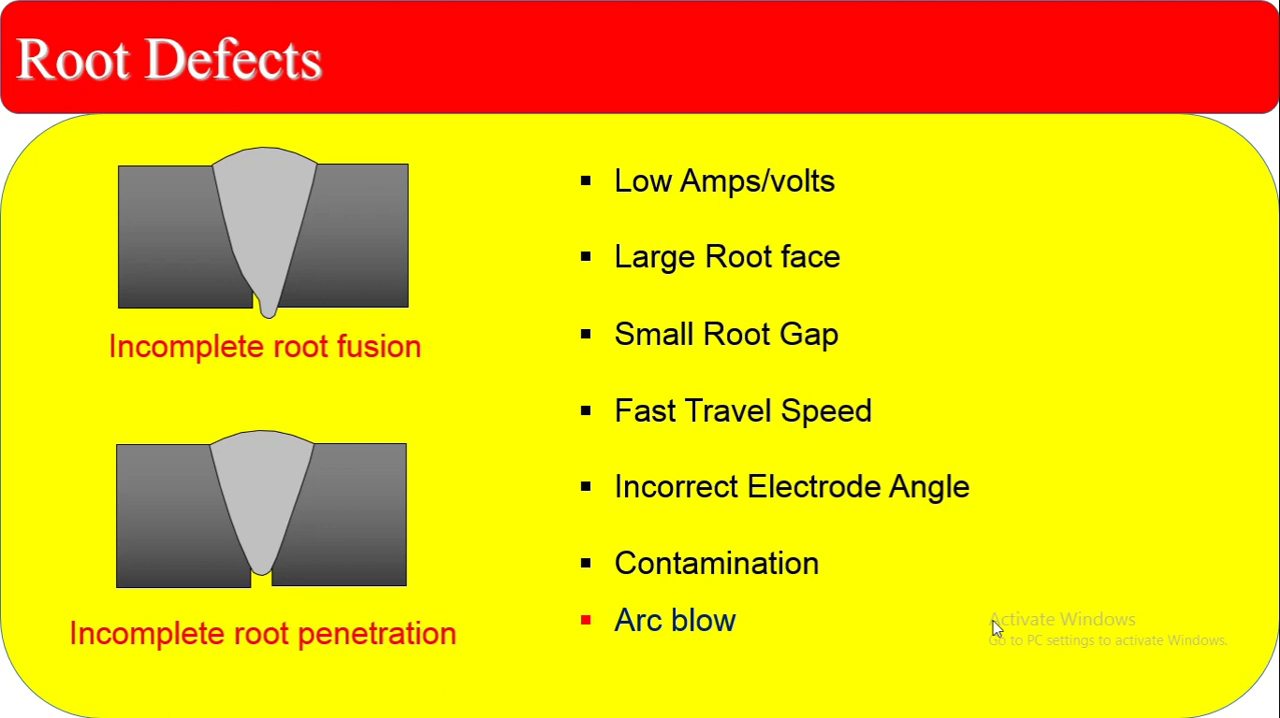 Root Defects
Incomplete root fusion
Incomplete root penetration
▪ Low Amps/volts
▪ Large Root face
▪ Small Root Gap
▪ Fast Travel Speed
▪ Incorrect Electrode Angle
▪ Contamination
▪ Arc blow
Activate Windows
Go to PC settings to activate Windows.